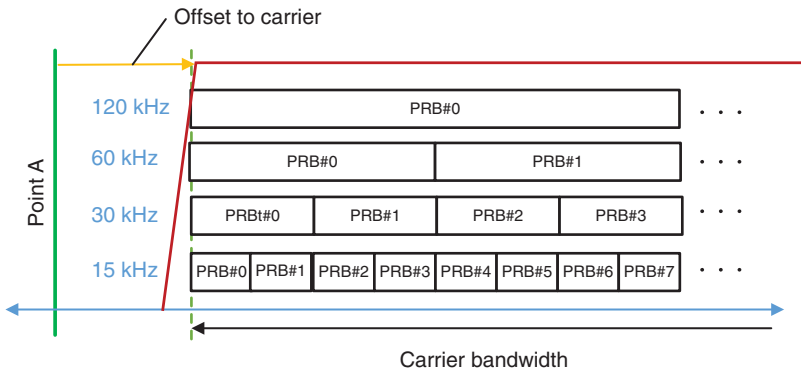 Offset to carrier
Point A
120 kHz PRB#0 . . .
60 kHz PRB#0 PRB#1 . . .
30 kHz PRBt#0 PRB#1 PRB#2 PRB#3 . . .
15 kHz PRB#0 PRB#1 PRB#2 PRB#3 PRB#4 PRB#5 PRB#6 PRB#7 . . .
Carrier bandwidth